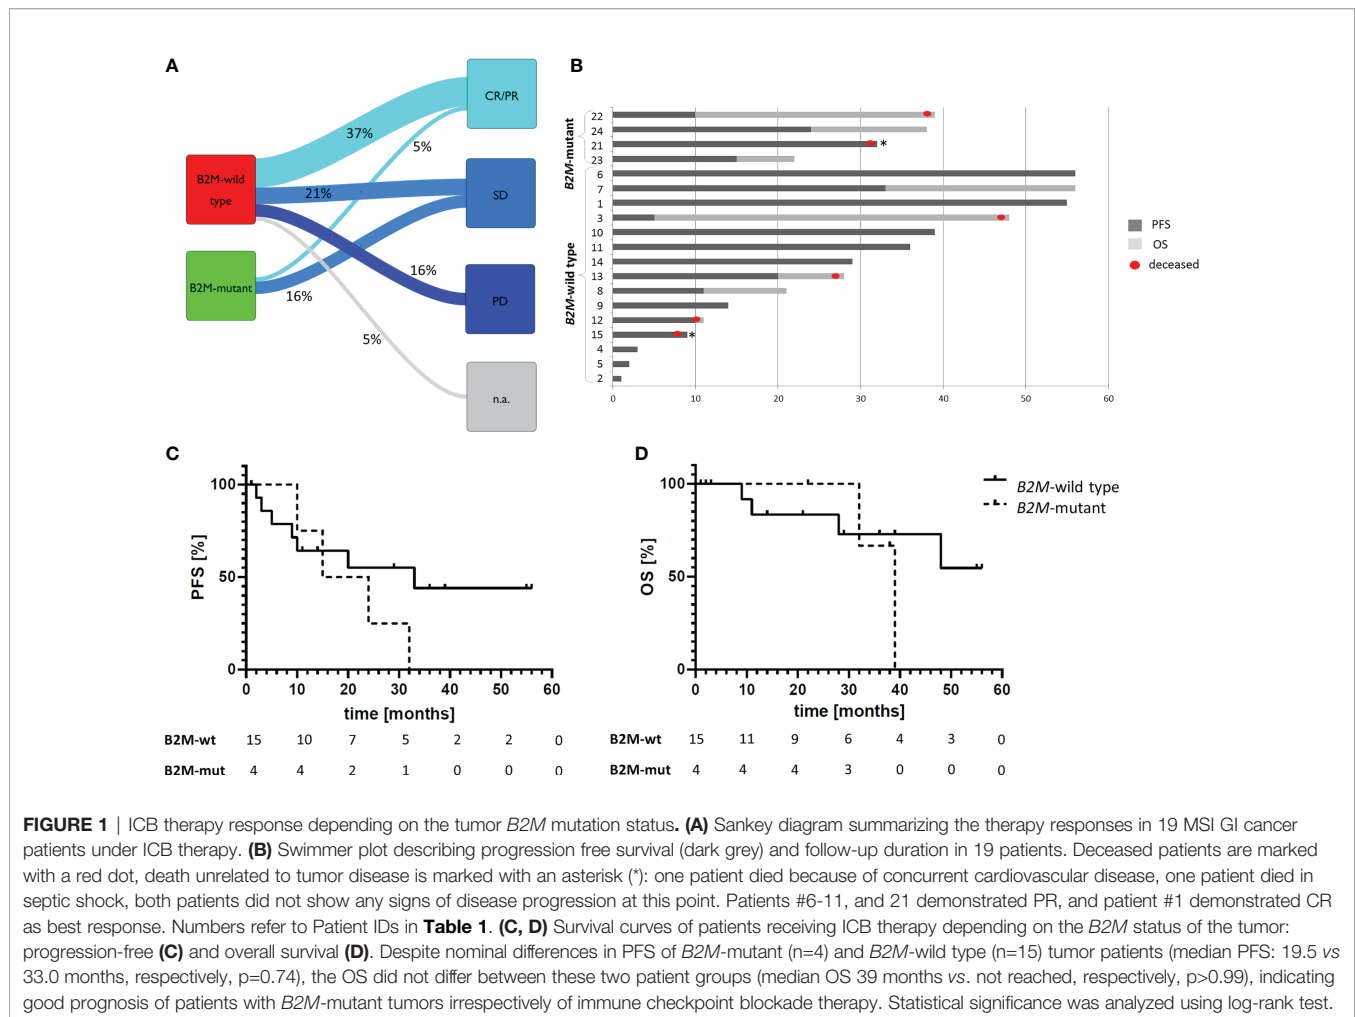 A
B2M-wild
type
B2M-mutant
37%
5%
21%
16%
16%
5%
CR/PR
SD
PD
n.a.
B
B2M-mutant
B2M-wild type
22
24
21
23
6
7
1
3
10
11
14
13
8
9
12
15
4
5
2
*
*
0 10 20 30 40 50 60
PFS
OS
deceased
C
PFS [%]
100
50
0
0 10 20 30 40 50 60
time [months]
B2M-wt 15 10 7 5 2 2 0
B2M-mut 4 4 2 1 0 0 0
D
OS [%]
100
50
0
0 10 20 30 40 50 60
time [months]
B2M-wild type
B2M-mutant
B2M-wt 15 11 9 6 4 3 0
B2M-mut 4 4 4 3 0 0 0
FIGURE 1 | ICB therapy response depending on the tumor B2M mutation status. (A) Sankey diagram summarizing the therapy responses in 19 MSI GI cancer
patients under ICB therapy. (B) Swimmer plot describing progression free survival (dark grey) and follow-up duration in 19 patients. Deceased patients are marked
with a red dot, death unrelated to tumor disease is marked with an asterisk (*): one patient died because of concurrent cardiovascular disease, one patient died in
septic shock, both patients did not show any signs of disease progression at this point. Patients #6-11, and 21 demonstrated PR, and patient #1 demonstrated CR
as best response. Numbers refer to Patient IDs in Table 1. (C, D) Survival curves of patients receiving ICB therapy depending on the B2M status of the tumor:
progression-free (C) and overall survival (D). Despite nominal differences in PFS of B2M-mutant (n=4) and B2M-wild type (n=15) tumor patients (median PFS: 19.5 vs
33.0 months, respectively, p=0.74), the OS did not differ between these two patient groups (median OS 39 months vs. not reached, respectively, p>0.99), indicating
good prognosis of patients with B2M-mutant tumors irrespectively of immune checkpoint blockade therapy. Statistical significance was analyzed using log-rank test.